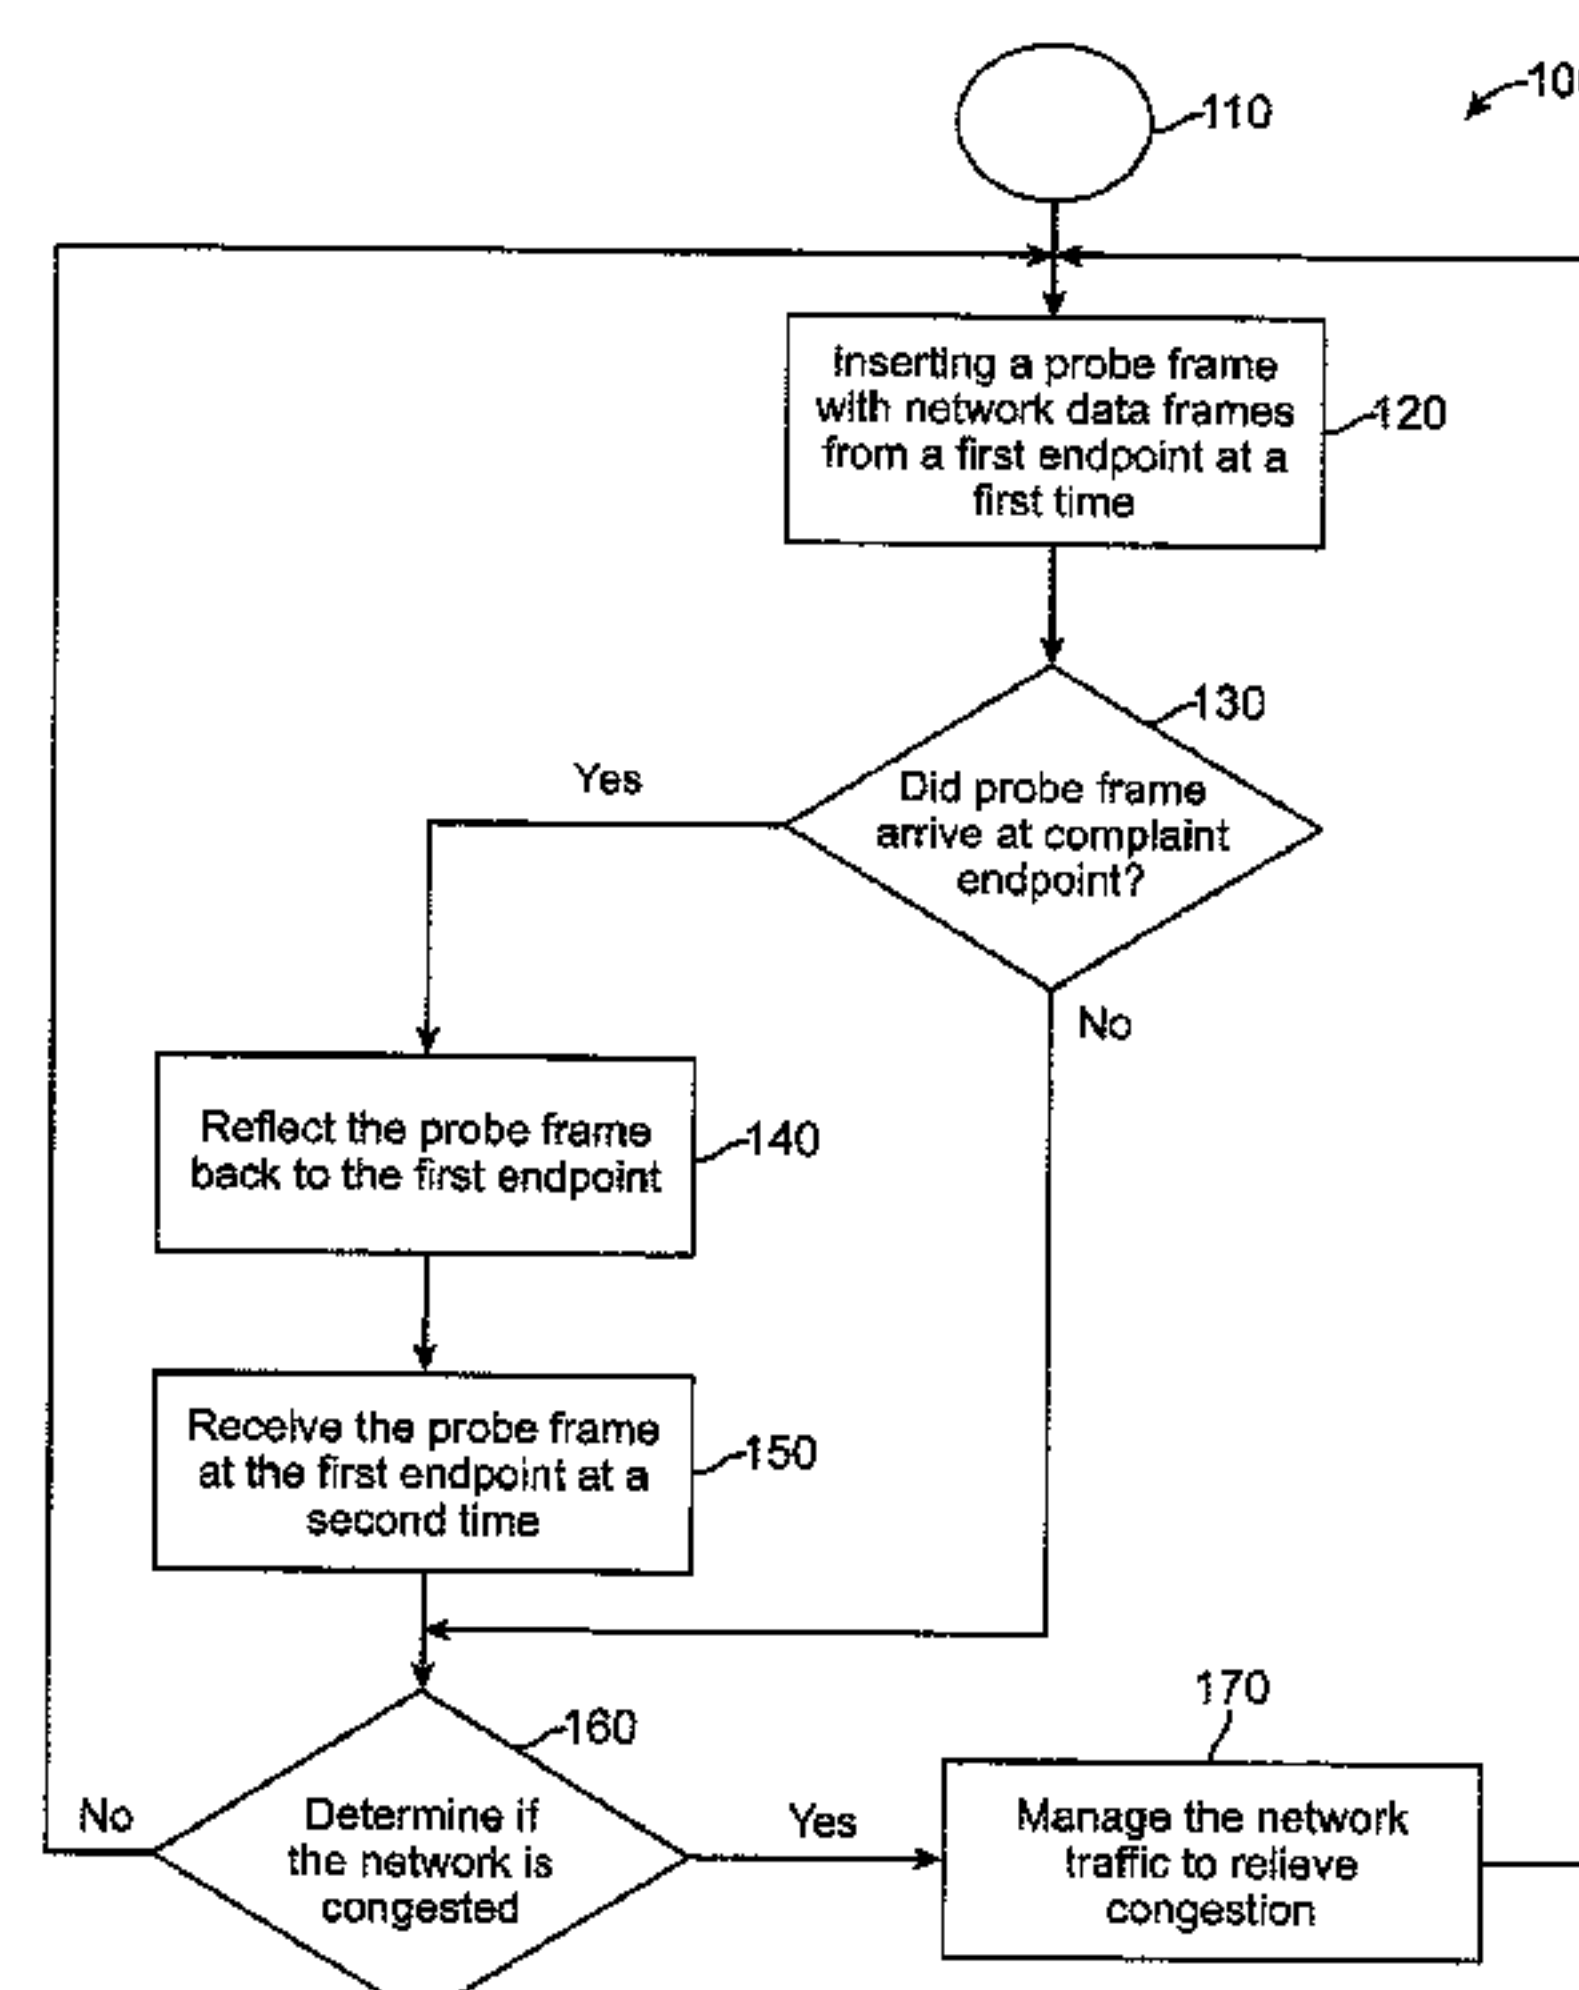 110
Inserting a probe frame
with network data frames
from a first endpoint at a
first time
120
130
Did probe frame
arrive at complaint
endpoint?
Yes
No
Reflect the probe frame
back to the first endpoint
140
Receive the probe frame
at the first endpoint at a
second time
150
160
170
Determine if
the network is
congested
No
Yes
Manage the network
traffic to relieve
congestion